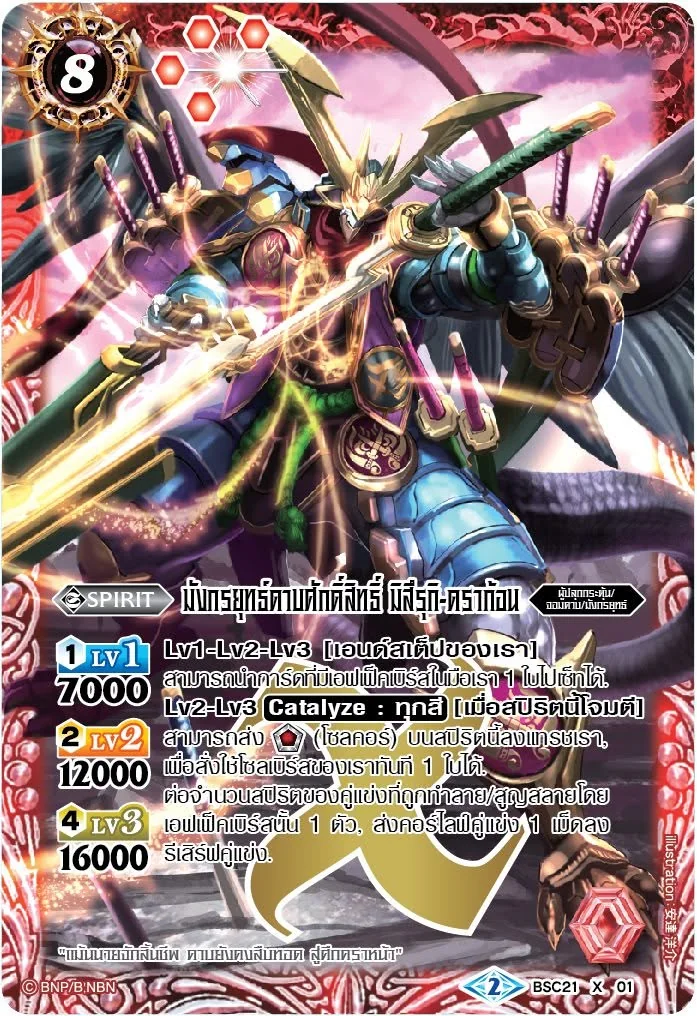 8
SPIRIT
มังกรยุทธ์ดาบศักดิ์สิทธิ์ มิสึรุกิ-ดราก้อน
ผู้ปลุกกระตุ้น/
จอมดาบ/มังกรยุทธ์
1 LV1
7000
2 LV2
12000
4 LV3
16000
Lv1-Lv2-Lv3 [เอนด์สเต็ปของเรา]
สามารถนำการ์ดที่มีเอฟเฟ็คเบิร์สในมือเรา 1 ใบไปเซ็ทได้.
Lv2-Lv3 Catalyze : ทุกสี [เมื่อสปิริตนี้โจมตี]
สามารถส่ง (โซลคอร์) บนสปิริตนี้ลงแทรชเรา,
เพื่อสั่งใช้โซลเบิร์สของเราทันที 1 ใบได้.
ต่อจำนวนสปิริตของคู่แข่งที่ถูกทำลาย/สูญสลายโดย
เอฟเฟ็คเบิร์สนั้น 1 ตัว, ส่งคอร์ไลฟ์คู่แข่ง 1 เม็ดลง
รีเสิร์ฟคู่แข่ง.
X
illustration : 安達洋介
"แม้นนายจักสิ้นชีพ ดาบยังคงสืบทอด สู่ศึกคราหน้า"
©BNP/B,NBN
2
BSC21 X 01